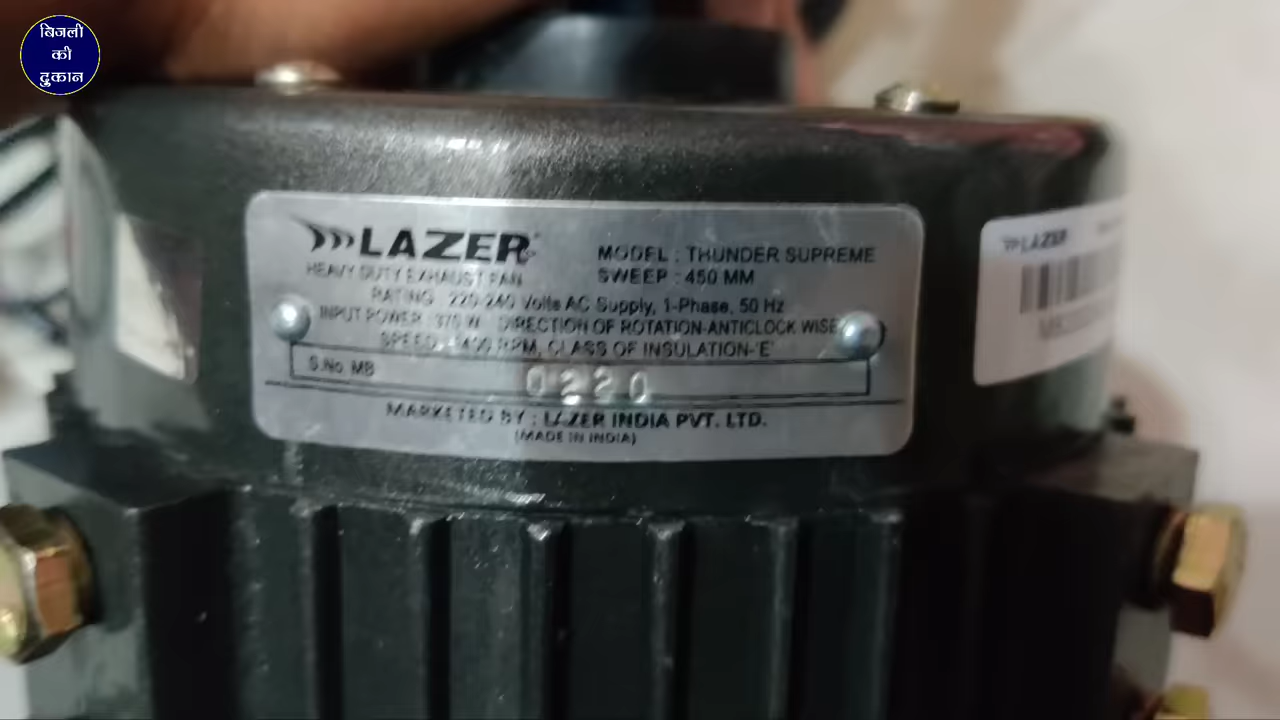 बिजली
की
दुकान
LAZER
HEAVY DUTY EXHAUST FAN
MODEL : THUNDER SUPREME
SWEEP : 450 MM
RATING : 220-240 Volts AC Supply, 1-Phase, 50 Hz
INPUT POWER : 370 W DIRECTION OF ROTATION-ANTICLOCK WISE
SPEED : RPM, CLASS OF INSULATION-'E'
S.No. MB 0220
MARKETED BY : LAZER INDIA PVT. LTD.
(MADE IN INDIA)
LAZER